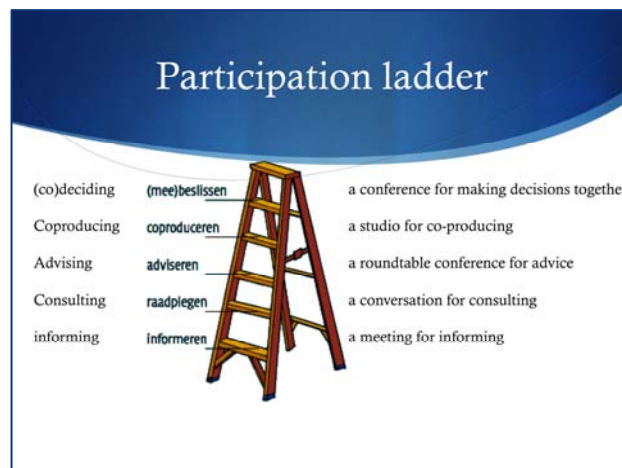 Participation ladder
(co)deciding (mee)beslissen a conference for making decisions togethe
Coproducing coproduceren a studio for co-producing
Advising adviseren a roundtable conference for advice
Consulting raadplegen a conversation for consulting
informing informeren a meeting for informing